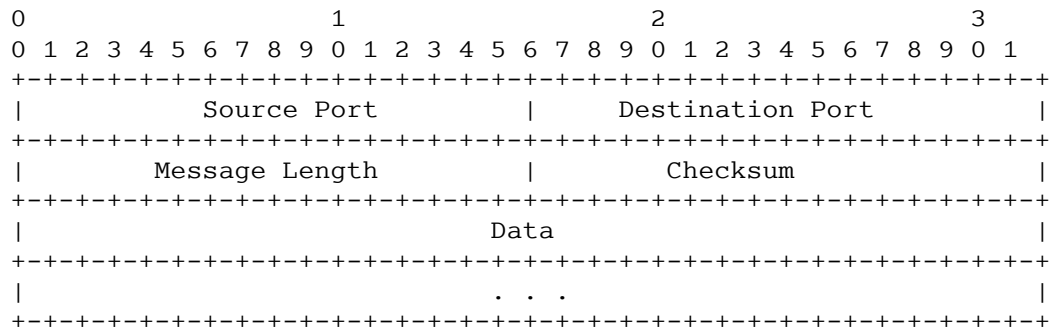 0                   1                   2                   3
0 1 2 3 4 5 6 7 8 9 0 1 2 3 4 5 6 7 8 9 0 1 2 3 4 5 6 7 8 9 0 1
+-+-+-+-+-+-+-+-+-+-+-+-+-+-+-+-+-+-+-+-+-+-+-+-+-+-+-+-+-+-+-+-+
|           Source Port         |     Destination Port          |
+-+-+-+-+-+-+-+-+-+-+-+-+-+-+-+-+-+-+-+-+-+-+-+-+-+-+-+-+-+-+-+-+
|        Message Length         |        Checksum               |
+-+-+-+-+-+-+-+-+-+-+-+-+-+-+-+-+-+-+-+-+-+-+-+-+-+-+-+-+-+-+-+-+
|                             Data                              |
+-+-+-+-+-+-+-+-+-+-+-+-+-+-+-+-+-+-+-+-+-+-+-+-+-+-+-+-+-+-+-+-+
|                             . . .                             |
+-+-+-+-+-+-+-+-+-+-+-+-+-+-+-+-+-+-+-+-+-+-+-+-+-+-+-+-+-+-+-+-+